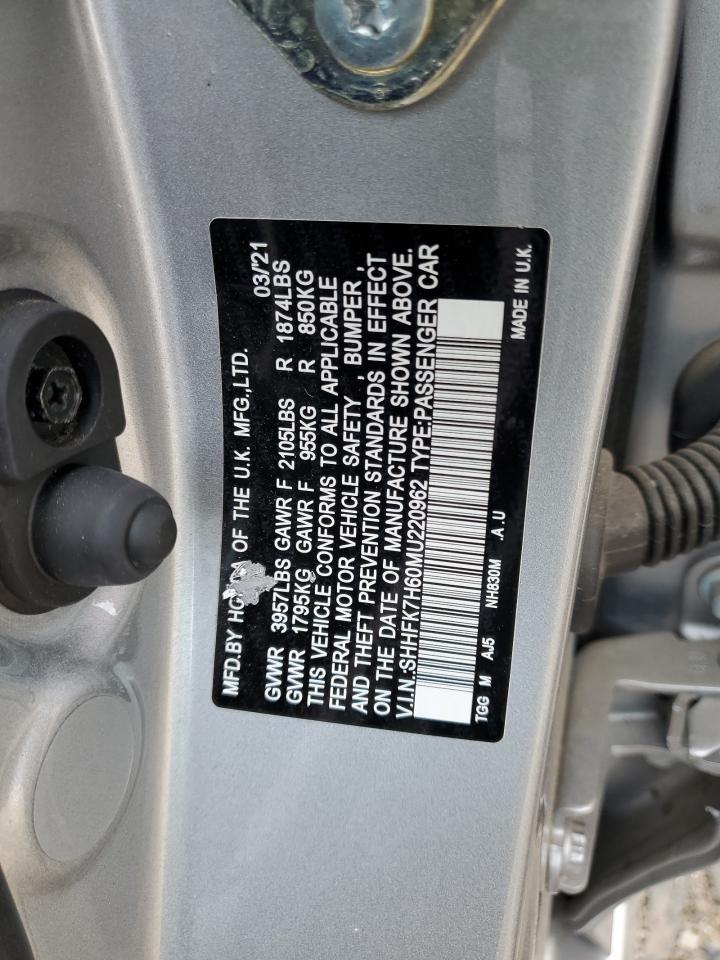 MFD.BY OF THE U.K. MFG.,LTD. 03/'21
GVWR 3957LBS GAWR F 2105LBS R 1874LBS
GVWR 1795KG GAWR F 955KG R 850KG
THIS VEHICLE CONFORMS TO ALL APPLICABLE
FEDERAL MOTOR VEHICLE SAFETY , BUMPER ,
AND THEFT PREVENTION STANDARDS IN EFFECT
ON THE DATE OF MANUFACTURE SHOWN ABOVE.
V.I.N.:SHHFK7H60MU220962 TYPE:PASSENGER CAR
TGG M AJ5 NH830M .A.U MADE IN U.K.